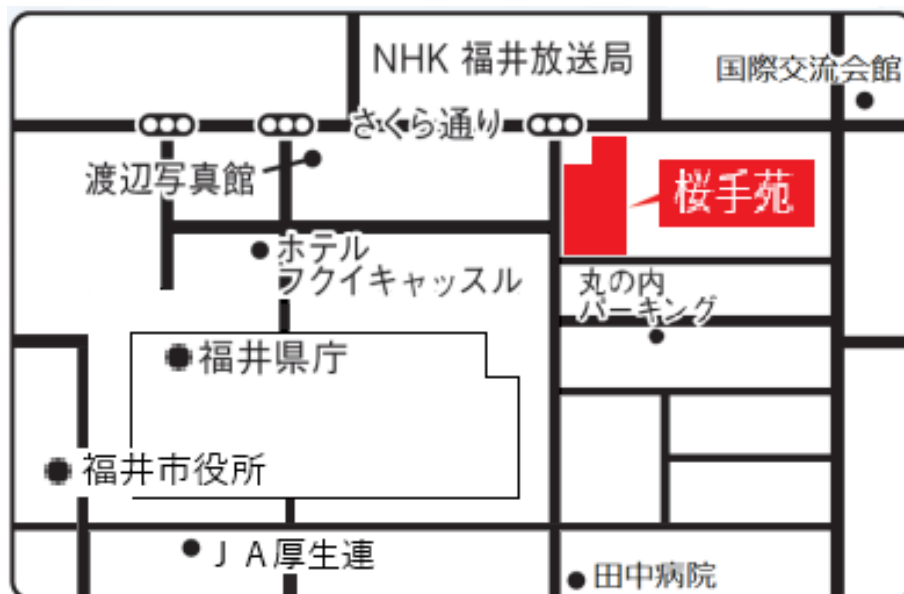 NHK 福井放送局
国際交流会館
さくら通り
渡辺写真館
桜手苑
ホテル
フクイキャッスル
丸の内
パーキング
福井県庁
福井市役所
JA厚生連
田中病院